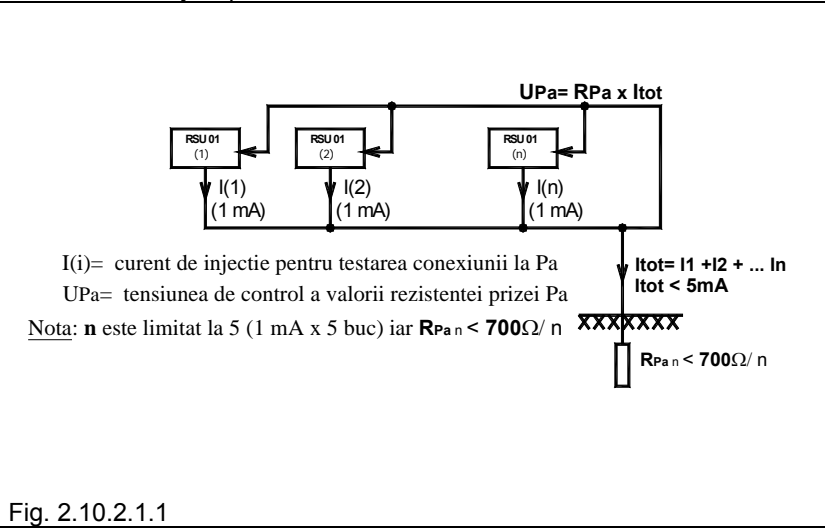 UPa= RPa x Itot
RSU 01
(1)
RSU 01
(2)
RSU 01
(n)
I(1)
(1 mA)
I(2)
(1 mA)
I(n)
(1 mA)
I(i)= curent de injectie pentru testarea conexiunii la Pa
UPa= tensiunea de control a valorii rezistentei prizei Pa
Nota: n este limitat la 5 (1 mA x 5 buc) iar RPa n < 700Ω/ n
Itot= I1 +I2 + ... In
Itot < 5mA
RPa n < 700Ω/ n
Fig. 2.10.2.1.1